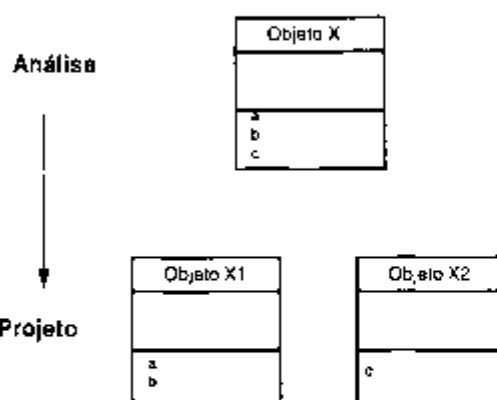 Objeto X
Análise
a
b
c
Objeto X1
Objeto X2
Projeto
a
b
c